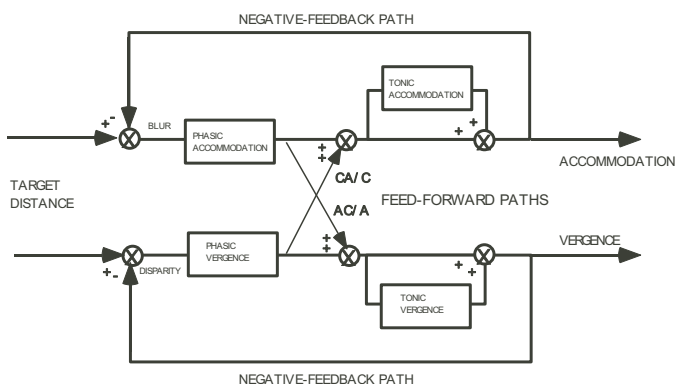 NEGATIVE-FEEDBACK PATH
TONIC
ACCOMMODATION
+ -
BLUR
PHASIC
ACCOMMODATION
+
+
+
+
ACCOMMODATION
CA/ C
TARGET
DISTANCE
FEED-FORWARD PATHS
AC/ A
PHASIC
VERGENCE
+
+
VERGENCE
+ -
DISPARITY
+
+
TONIC
VERGENCE
NEGATIVE-FEEDBACK PATH